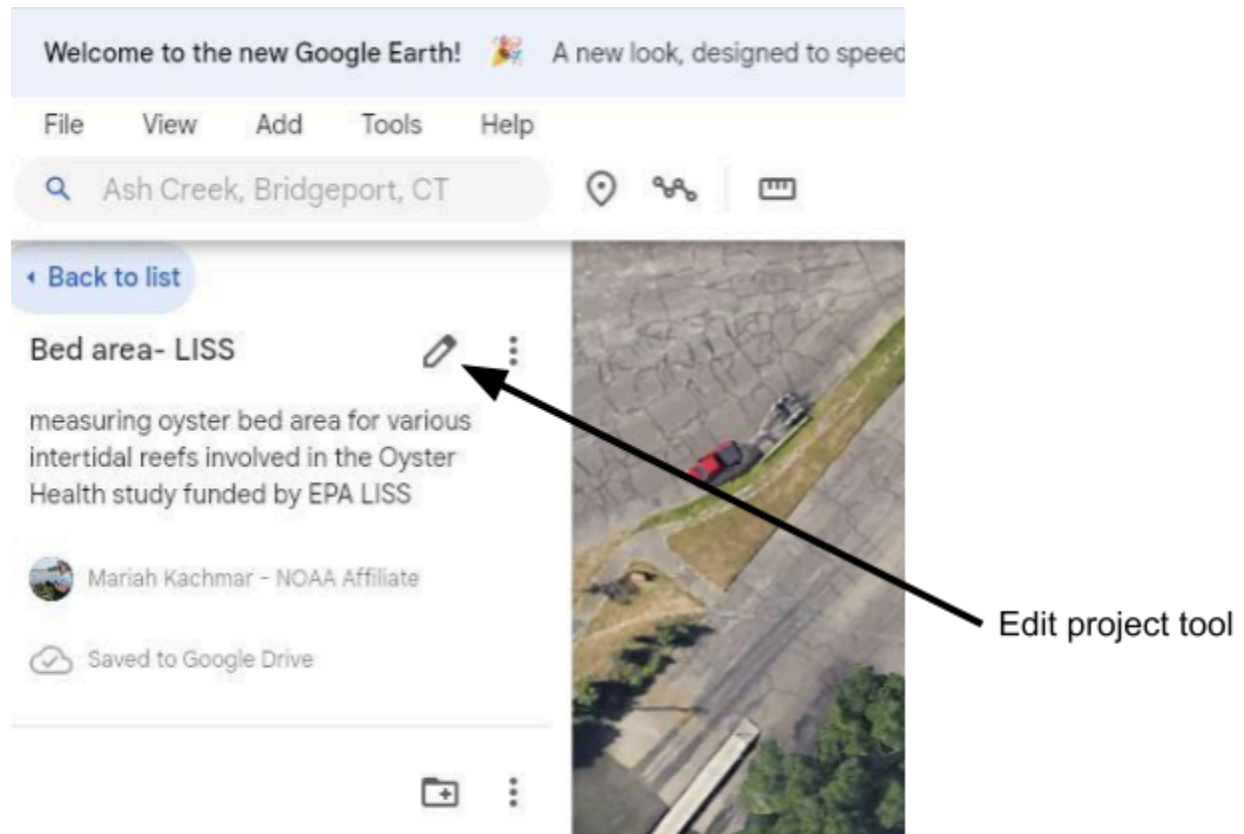 Welcome to the new Google Earth! 🎉 A new look, designed to speed
File View Add Tools Help
Ash Creek, Bridgeport, CT
Back to list
Bed area- LISS
measuring oyster bed area for various
intertidal reefs involved in the Oyster
Health study funded by EPA LISS
Mariah Kachmar - NOAA Affiliate
Edit project tool
Saved to Google Drive